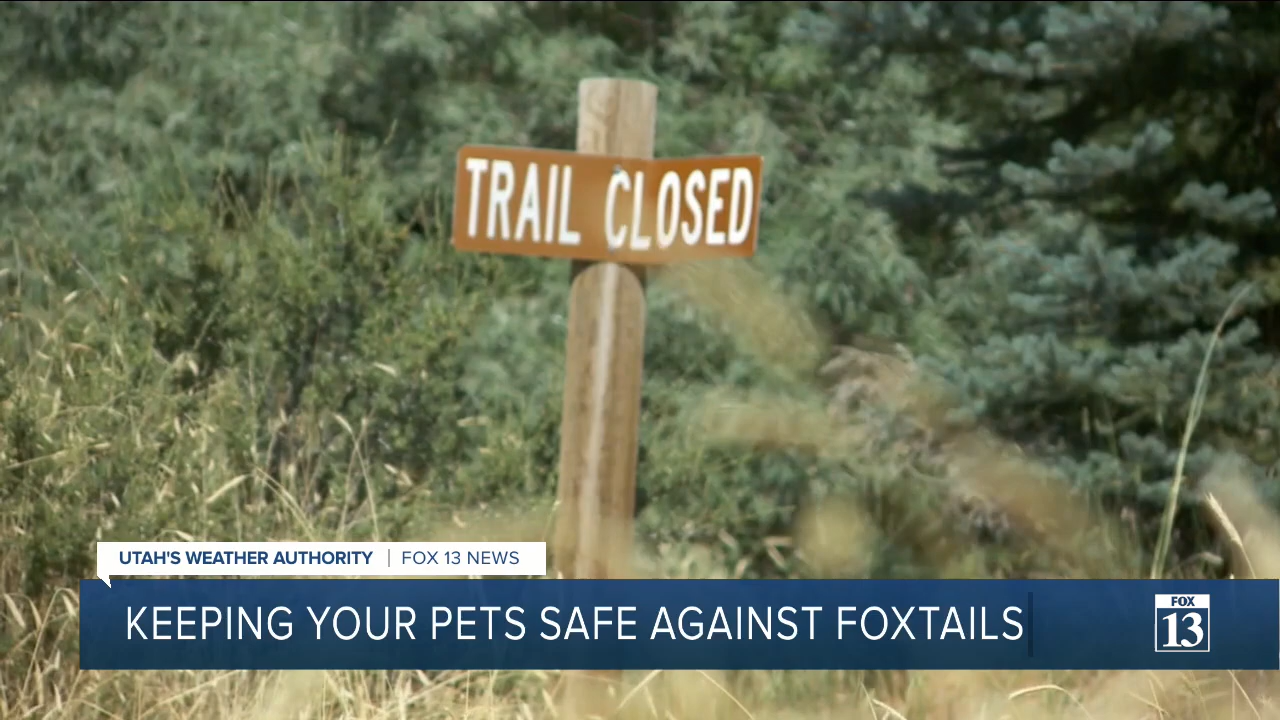 TRAIL CLOSED
UTAH'S WEATHER AUTHORITY | FOX 13 NEWS
KEEPING YOUR PETS SAFE AGAINST FOXTAILS
FOX
13